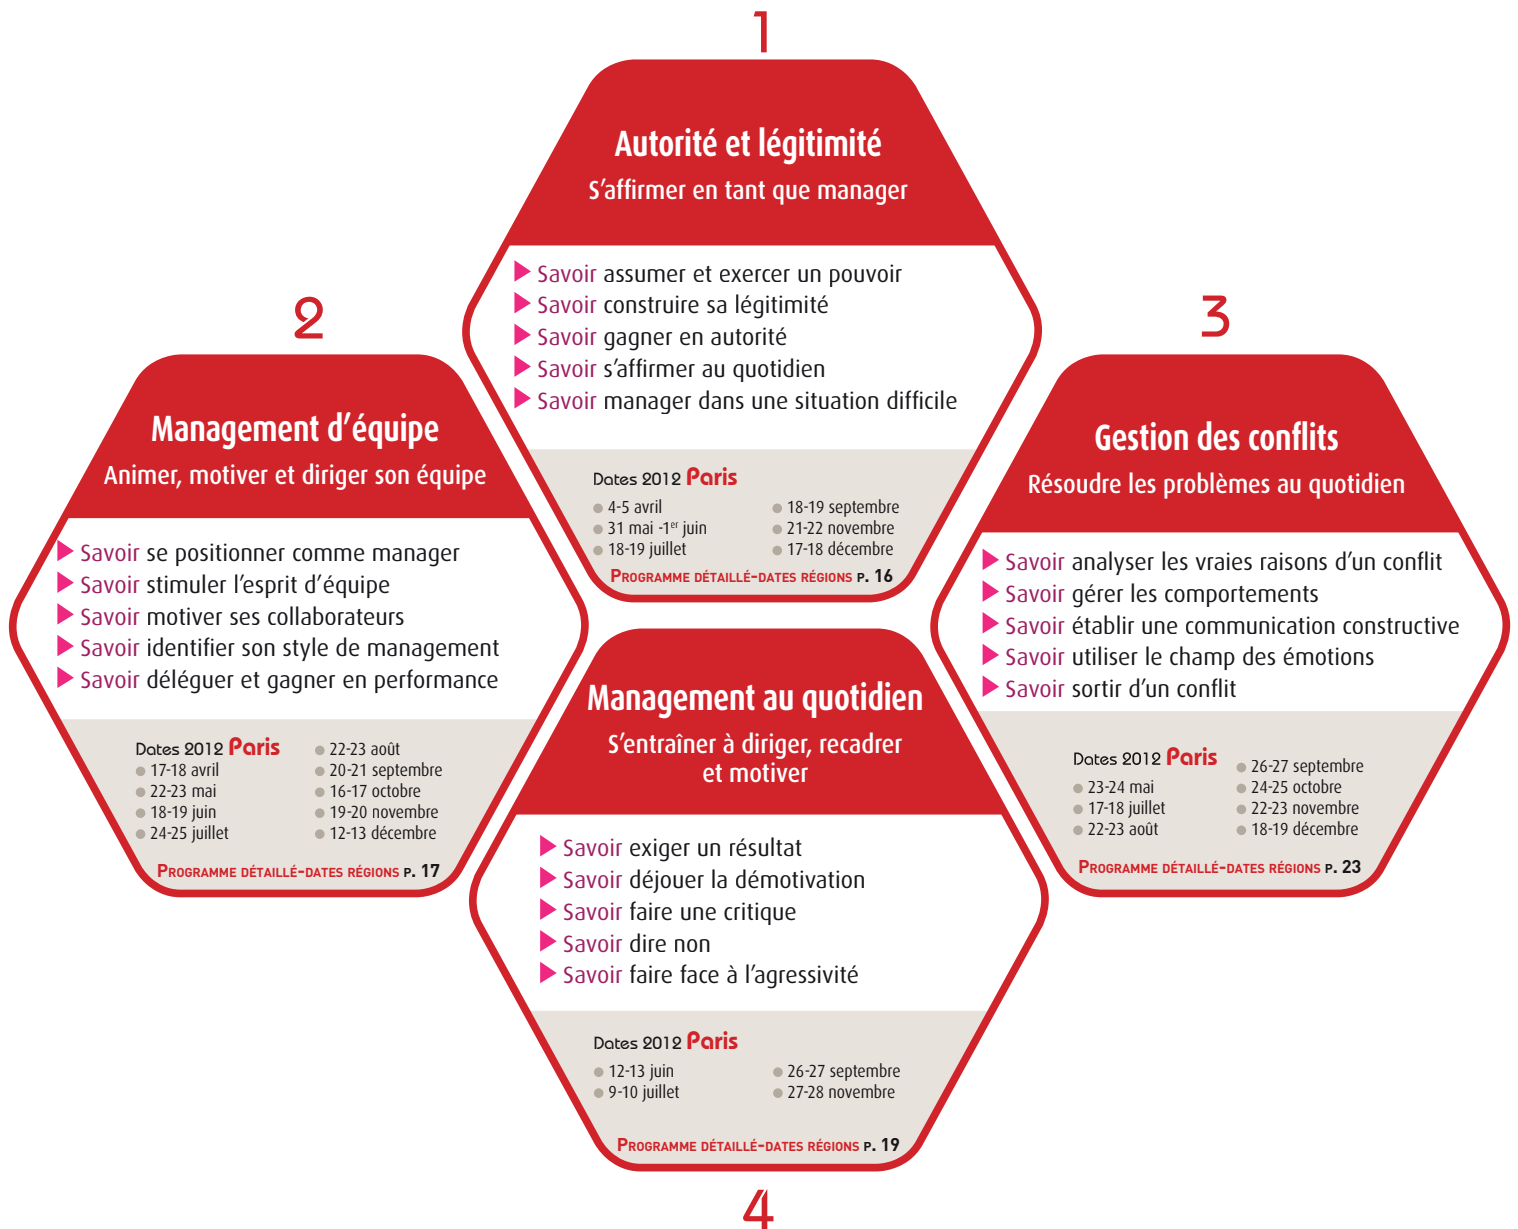 1
Autorité et légitimité
S'affirmer en tant que manager
Savoir assumer et exercer un pouvoir
Savoir construire sa légitimité
Savoir gagner en autorité
Savoir s'affirmer au quotidien
Savoir manager dans une situation difficile
Dates 2012 Paris
4-5 avril
31 mai -1er juin
18-19 juillet
18-19 septembre
21-22 novembre
17-18 décembre
PROGRAMME DÉTAILLÉ-DATES RÉGIONS P. 16
2
Management d'équipe
Animer, motiver et diriger son équipe
Savoir se positionner comme manager
Savoir stimuler l'esprit d'équipe
Savoir motiver ses collaborateurs
Savoir identifier son style de management
Savoir déléguer et gagner en performance
Dates 2012 Paris
17-18 avril
22-23 mai
18-19 juin
24-25 juillet
22-23 août
20-21 septembre
16-17 octobre
19-20 novembre
12-13 décembre
PROGRAMME DÉTAILLÉ-DATES RÉGIONS P. 17
3
Gestion des conflits
Résoudre les problèmes au quotidien
Savoir analyser les vraies raisons d'un conflit
Savoir gérer les comportements
Savoir établir une communication constructive
Savoir utiliser le champ des émotions
Savoir sortir d'un conflit
Dates 2012 Paris
23-24 mai
17-18 juillet
22-23 août
26-27 septembre
24-25 octobre
22-23 novembre
18-19 décembre
PROGRAMME DÉTAILLÉ-DATES RÉGIONS P. 23
Management au quotidien
S'entraîner à diriger, recadrer
et motiver
Savoir exiger un résultat
Savoir déjouer la démotivation
Savoir faire une critique
Savoir dire non
Savoir faire face à l'agressivité
Dates 2012 Paris
12-13 juin
9-10 juillet
26-27 septembre
27-28 novembre
PROGRAMME DÉTAILLÉ-DATES RÉGIONS P. 19
4